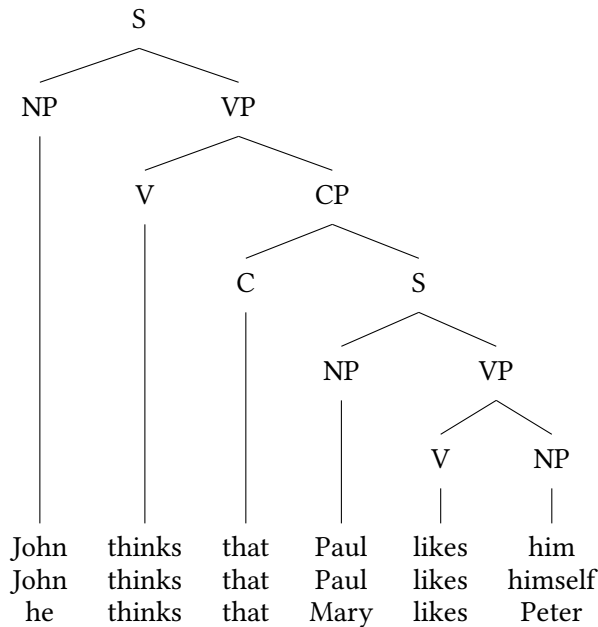 S
NP VP
V CP
C S
NP VP
V NP
John thinks that Paul likes him
John thinks that Paul likes himself
he thinks that Mary likes Peter